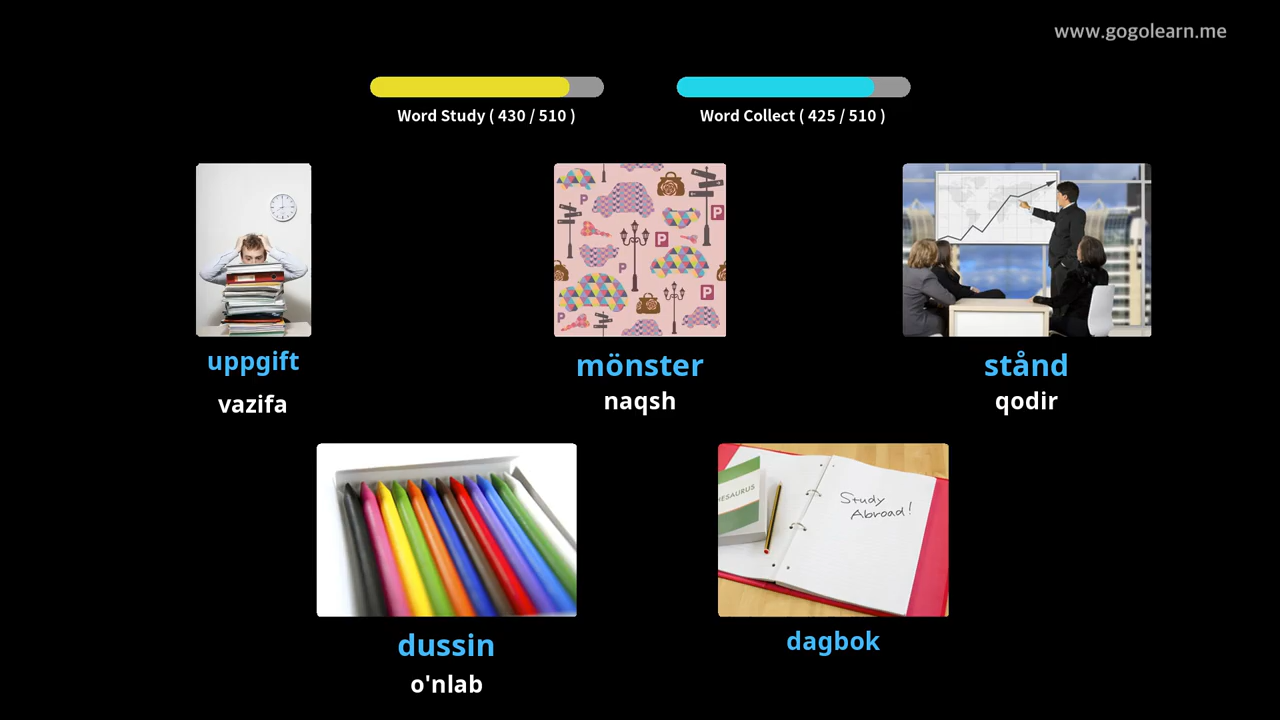 www.gogolearn.me
Word Study ( 430 / 510 )
Word Collect ( 425 / 510 )
P
P
P
P
P
P
uppgift
mönster
stånd
vazifa
naqsh
qodir
ESAURUS
Study
Abroad!
dussin
dagbok
o'nlab